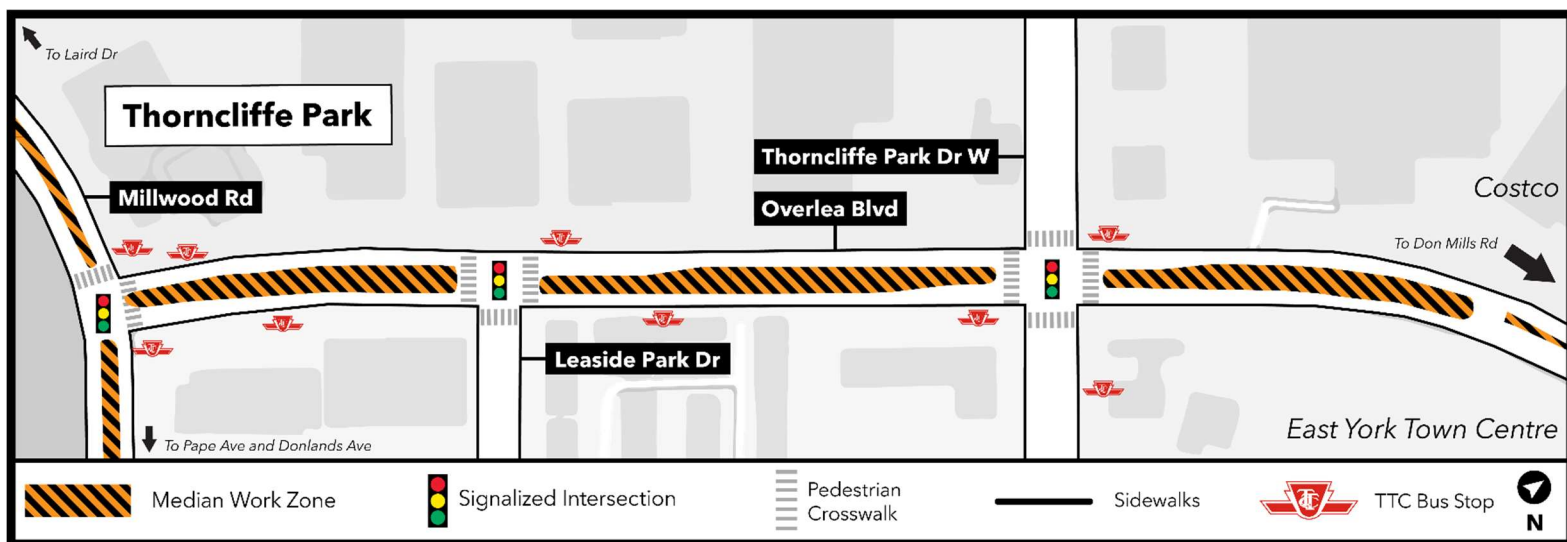 To Laird Dr
Thorncliffe Park
Millwood Rd
Thorncliffe Park Dr W
Overlea Blvd
Costco
To Don Mills Rd
Leaside Park Dr
To Pape Ave and Donlands Ave
East York Town Centre
Median Work Zone
Signalized Intersection
Pedestrian
Crosswalk
Sidewalks
TTC Bus Stop
N